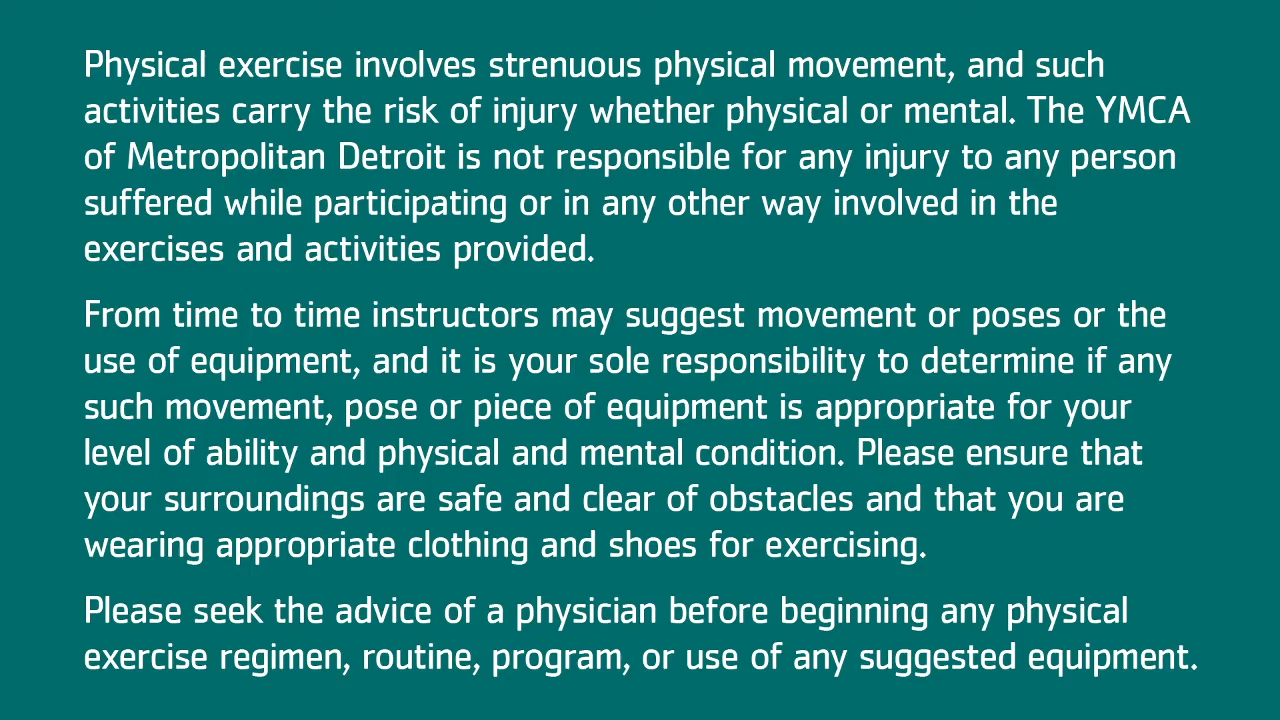 Physical exercise involves strenuous physical movement, and such
activities carry the risk of injury whether physical or mental. The YMCA
of Metropolitan Detroit is not responsible for any injury to any person
suffered while participating or in any other way involved in the
exercises and activities provided.
From time to time instructors may suggest movement or poses or the
use of equipment, and it is your sole responsibility to determine if any
such movement, pose or piece of equipment is appropriate for your
level of ability and physical and mental condition. Please ensure that
your surroundings are safe and clear of obstacles and that you are
wearing appropriate clothing and shoes for exercising.
Please seek the advice of a physician before beginning any physical
exercise regimen, routine, program, or use of any suggested equipment.